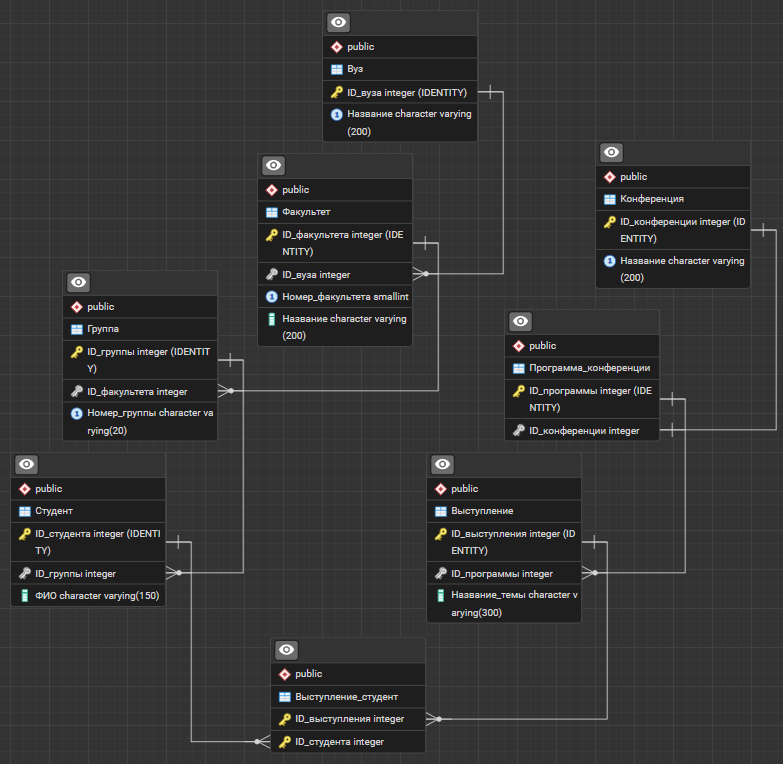 public
Вуз
ID_вуза integer (IDENTITY)
Название character varying
(200)
public
Факультет
ID_факультета integer (IDE
NTITY)
ID_вуза integer
Номер_факультета smallint
Название character varying
(200)
public
Конференция
ID_конференции integer (ID
ENTITY)
Название character varying
(200)
public
Группа
ID_группы integer (IDENTIT
Y)
ID_факультета integer
Номер_группы character va
rying(20)
public
Программа_конференции
ID_программы integer (IDE
NTITY)
ID_конференции integer
public
Студент
ID_студента integer (IDENTI
TY)
ID_группы integer
ФИО character varying(150)
public
Выступление
ID_выступления integer (ID
ENTITY)
ID_программы integer
Название_темы character v
arying(300)
public
Выступление_студент
ID_выступления integer
ID_студента integer